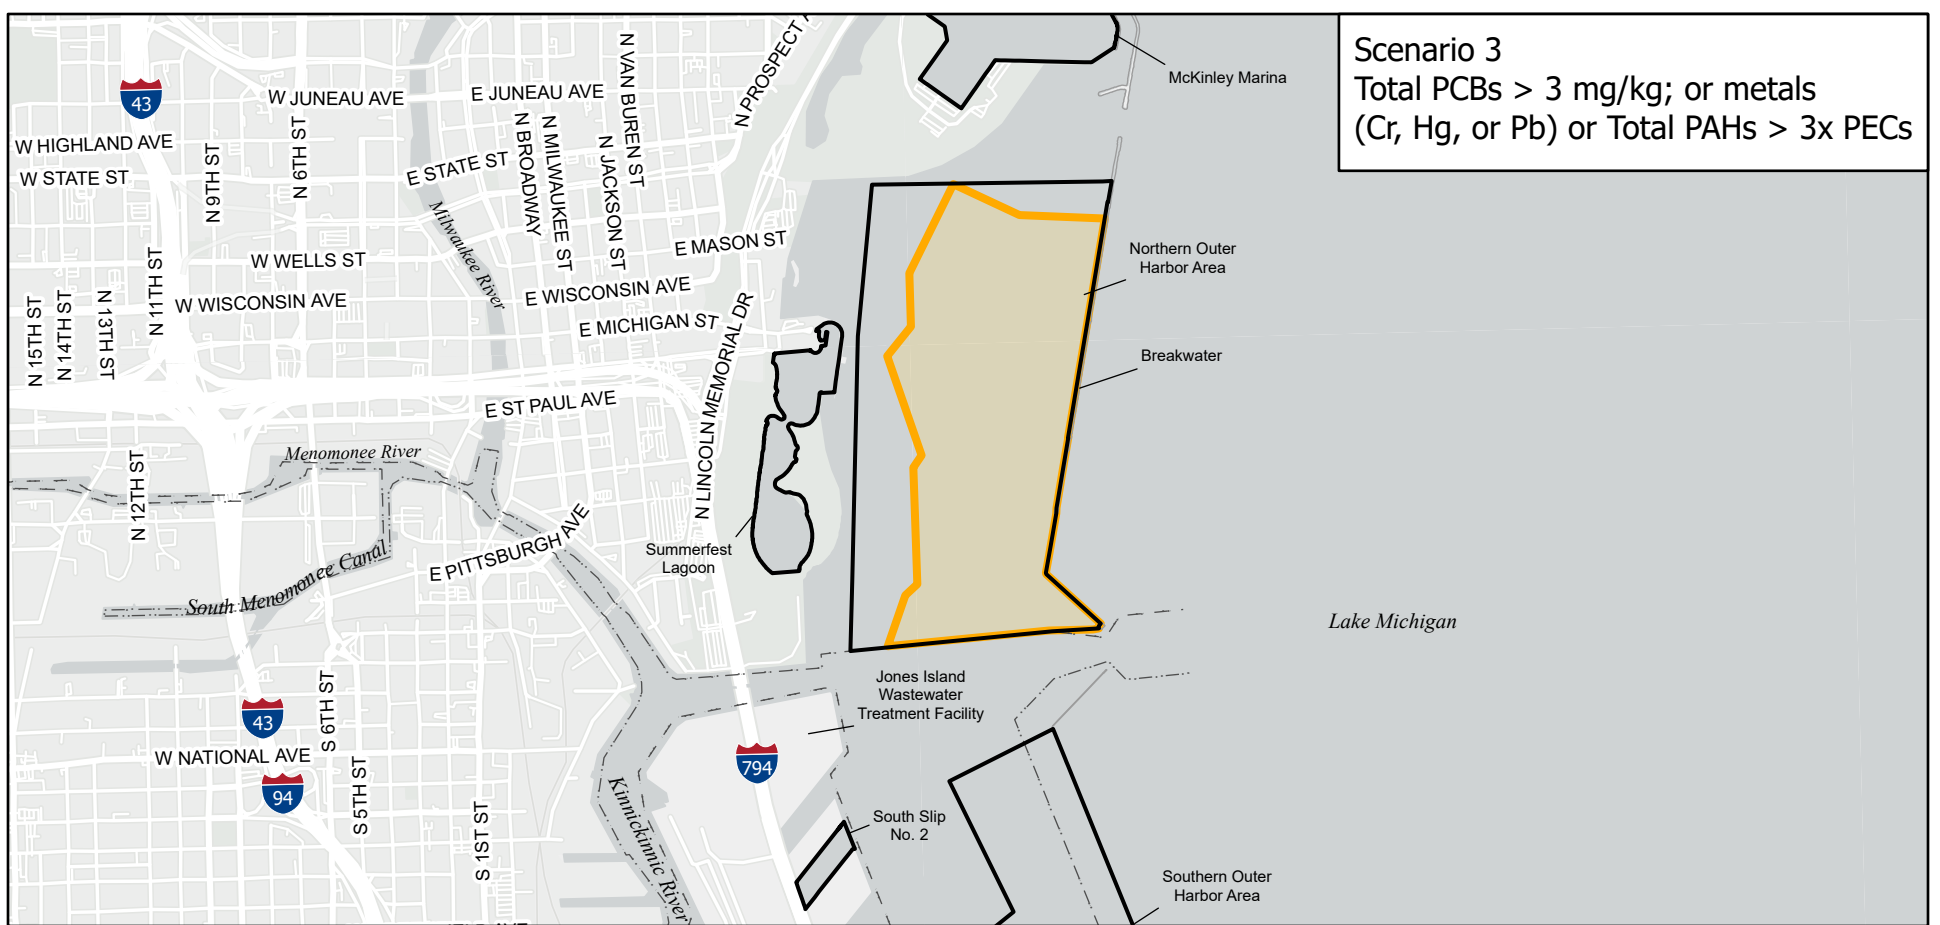 Scenario 3
Total PCBs > 3 mg/kg; or metals
(Cr, Hg, or Pb) or Total PAHs > 3x PECs
McKinley Marina
43
W JUNEAU AVE
E JUNEAU AVE
N VAN BUREN ST
N PROSPECT
W HIGHLAND AVE
W STATE ST
N 9TH ST
N 6TH ST
E STATE ST
N BROADWAY
N MILWAUKEE ST
N JACKSON ST
Milwaukee River
E MASON ST
Northern Outer
Harbor Area
W WELLS ST
W WISCONSIN AVE
E WISCONSIN AVE
E MICHIGAN ST
N 15TH ST
N 14TH ST
N 13TH ST
N 11TH ST
N LINCOLN MEMORIAL DR
Breakwater
E ST PAUL AVE
Menomonee River
N 12TH ST
E PITTSBURGH AVE
Summerfest
Lagoon
South Menomonee Canal
Lake Michigan
Jones Island
Wastewater
Treatment Facility
43
S 6TH ST
W NATIONAL AVE
794
94
S 5TH ST
S 1ST ST
Kinnickinnic River
South Slip
No. 2
Southern Outer
Harbor Area